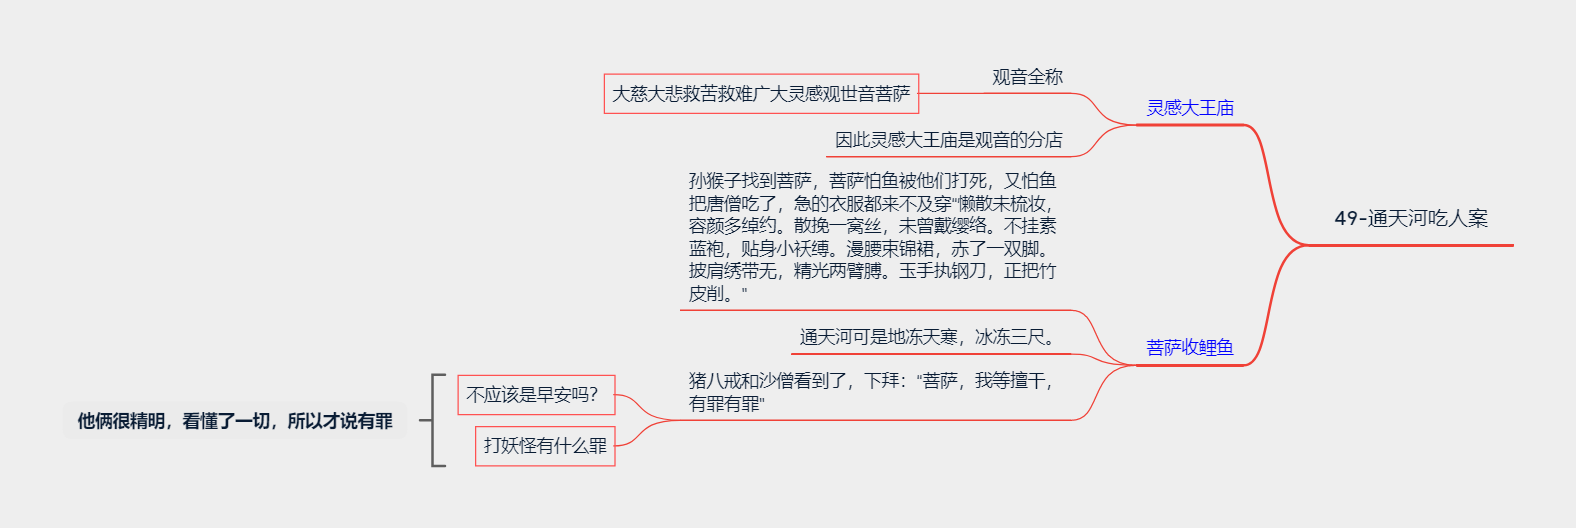 49-通天河吃人案
灵感大王庙
观音全称
大慈大悲救苦救难广大灵感观世音菩萨
因此灵感大王庙是观音的分店
菩萨收鲤鱼
孙猴子找到菩萨，菩萨怕鱼被他们打死，又怕鱼
把唐僧吃了，急的衣服都来不及穿"懒散未梳妆，
容颜多绰约。散挽一窝丝，未曾戴缨络。不挂素
蓝袍，贴身小袄缚。漫腰束锦裙，赤了一双脚。
披肩绣带无，精光两臂膊。玉手执钢刀，正把竹
皮削。"
通天河可是地冻天寒，冰冻三尺。
猪八戒和沙僧看到了，下拜："菩萨，我等擅干，
有罪有罪"
不应该是早安吗？
打妖怪有什么罪
他俩很精明，看懂了一切，所以才说有罪